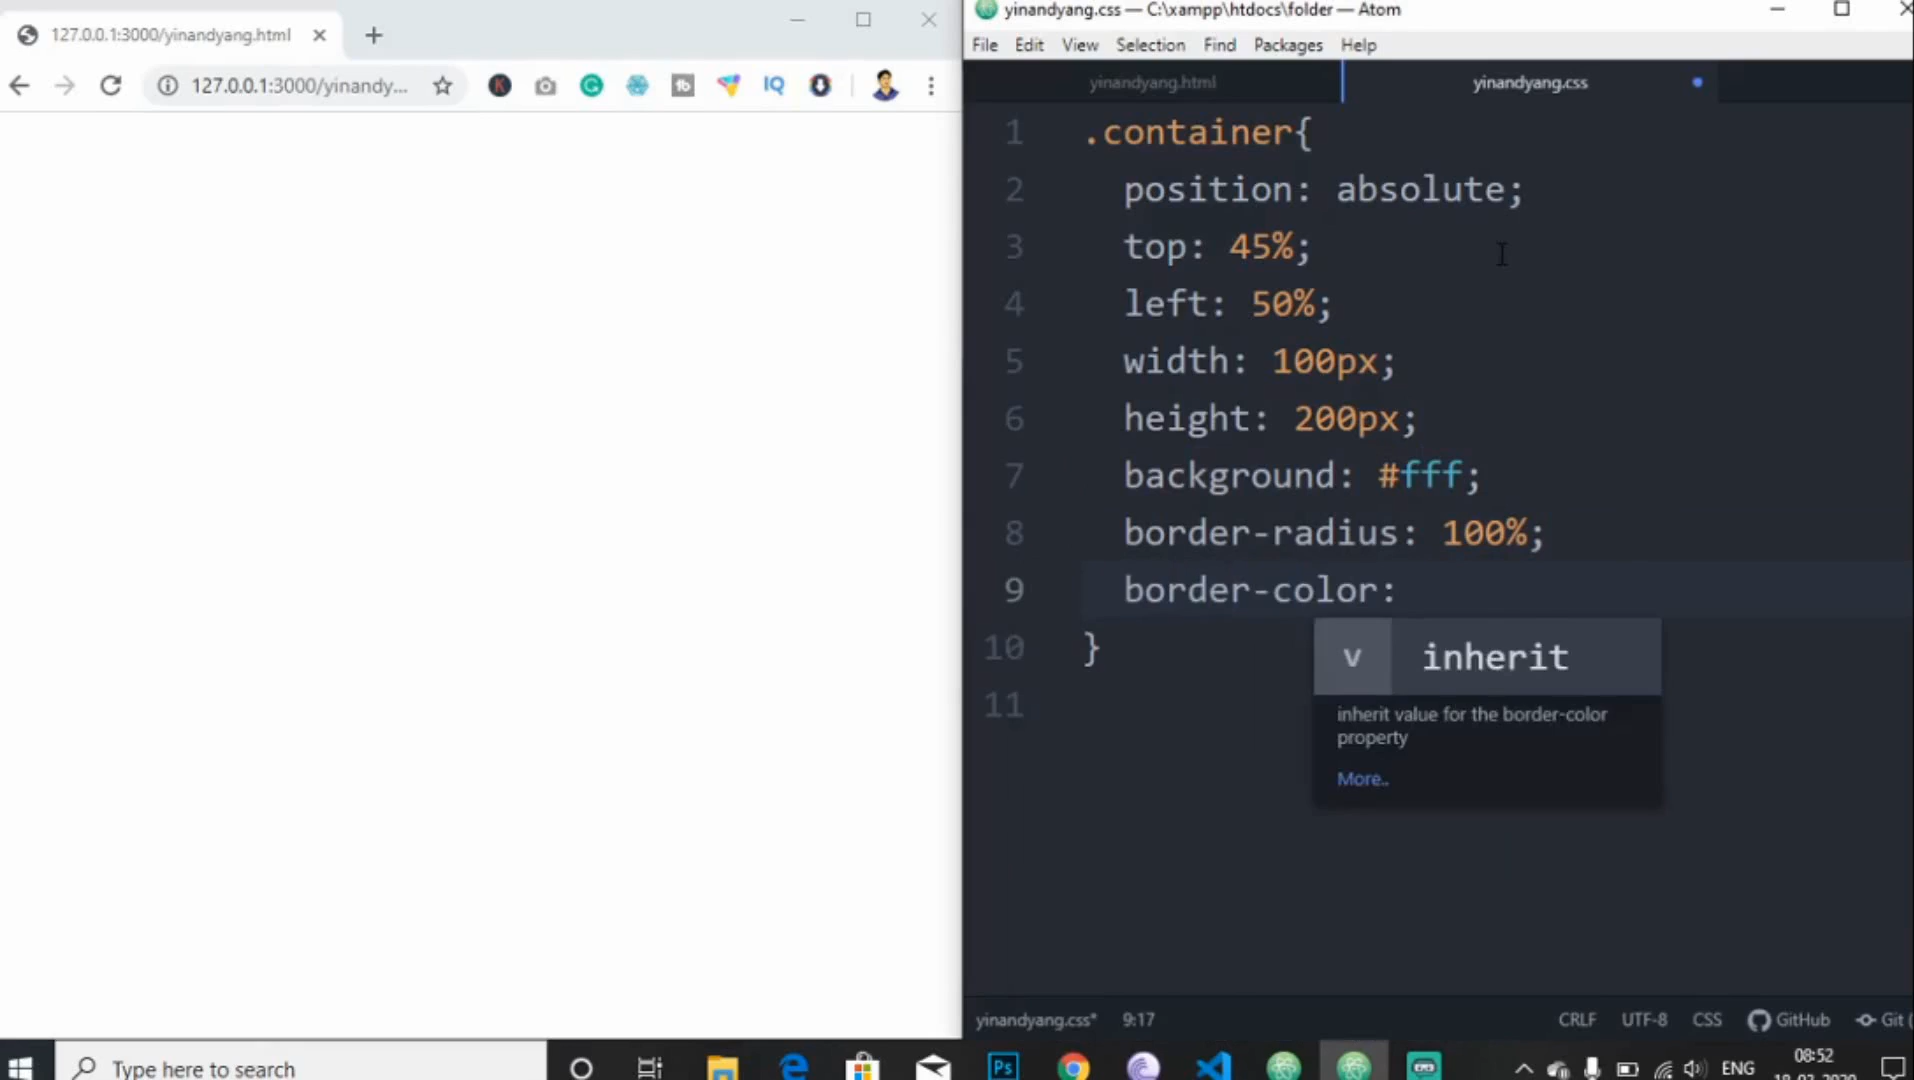 127.0.0.1:3000/yinandyang.html
127.0.0.1:3000/yinandy...
IQ
yinandyang.css — C:\xampp\htdocs\folder — Atom
File Edit View Selection Find Packages Help
yinandyang.html
yinandyang.css
1 .container{
2 position: absolute;
3 top: 45%;
4 left: 50%;
5 width: 100px;
6 height: 200px;
7 background: #fff;
8 border-radius: 100%;
9 border-color:
10 }
11
v inherit
inherit value for the border-color
property
More..
yinandyang.css* 9:17 CRLF UTF-8 CSS GitHub Git (
Type here to search
Ps
ENG
08:52